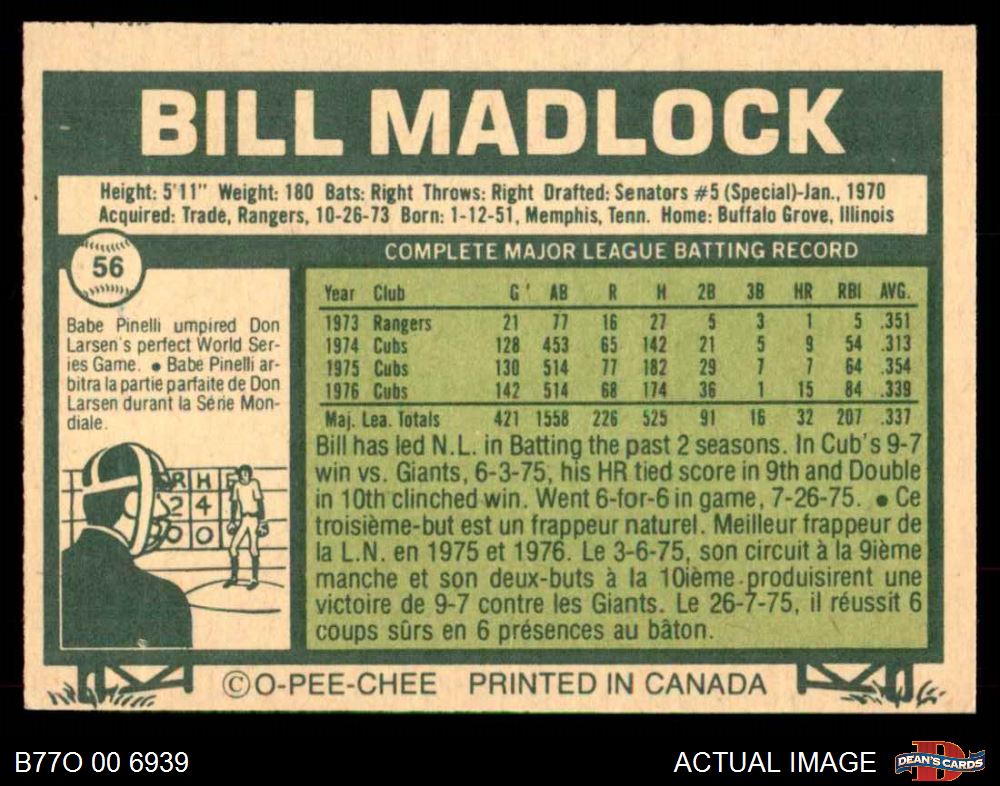 BILL MADLOCK
Height: 5'11" Weight: 180 Bats: Right Throws: Right Drafted: Senators #5 (Special)-Jan., 1970
Acquired: Trade, Rangers, 10-26-73 Born: 1-12-51, Memphis, Tenn. Home: Buffalo Grove, Illinois
56
COMPLETE MAJOR LEAGUE BATTING RECORD
Babe Pinelli umpired Don
Larsen's perfect World Ser-
ies Game. ● Babe Pinelli ar-
bitra la partie parfaite de Don
Larsen durant la Série Mon-
diale.
R H
2 4
0 0
Year Club G AB R H 2B 3B HR RBI AVG.
1973 Rangers 21 77 16 27 5 3 1 5 .351
1974 Cubs 128 453 65 142 21 5 9 54 .313
1975 Cubs 130 514 77 182 29 7 7 64 .354
1976 Cubs 142 514 68 174 36 1 15 84 .339
Maj. Lea. Totals 421 1558 226 525 91 16 32 207 .337
Bill has led N.L. in Batting the past 2 seasons. In Cub's 9-7
win vs. Giants, 6-3-75, his HR tied score in 9th and Double
in 10th clinched win. Went 6-for-6 in game, 7-26-75. ● Ce
troisième-but est un frappeur naturel. Meilleur frappeur de
la L.N. en 1975 et 1976. Le 3-6-75, son circuit à la 9ième
manche et son deux-buts à la 10ième produisirent une
victoire de 9-7 contre les Giants. Le 26-7-75, il réussit 6
coups sûrs en 6 présences au bâton.
©O-PEE-CHEE PRINTED IN CANADA
B77O 00 6939
ACTUAL IMAGE
D
DEAN'S CARDS